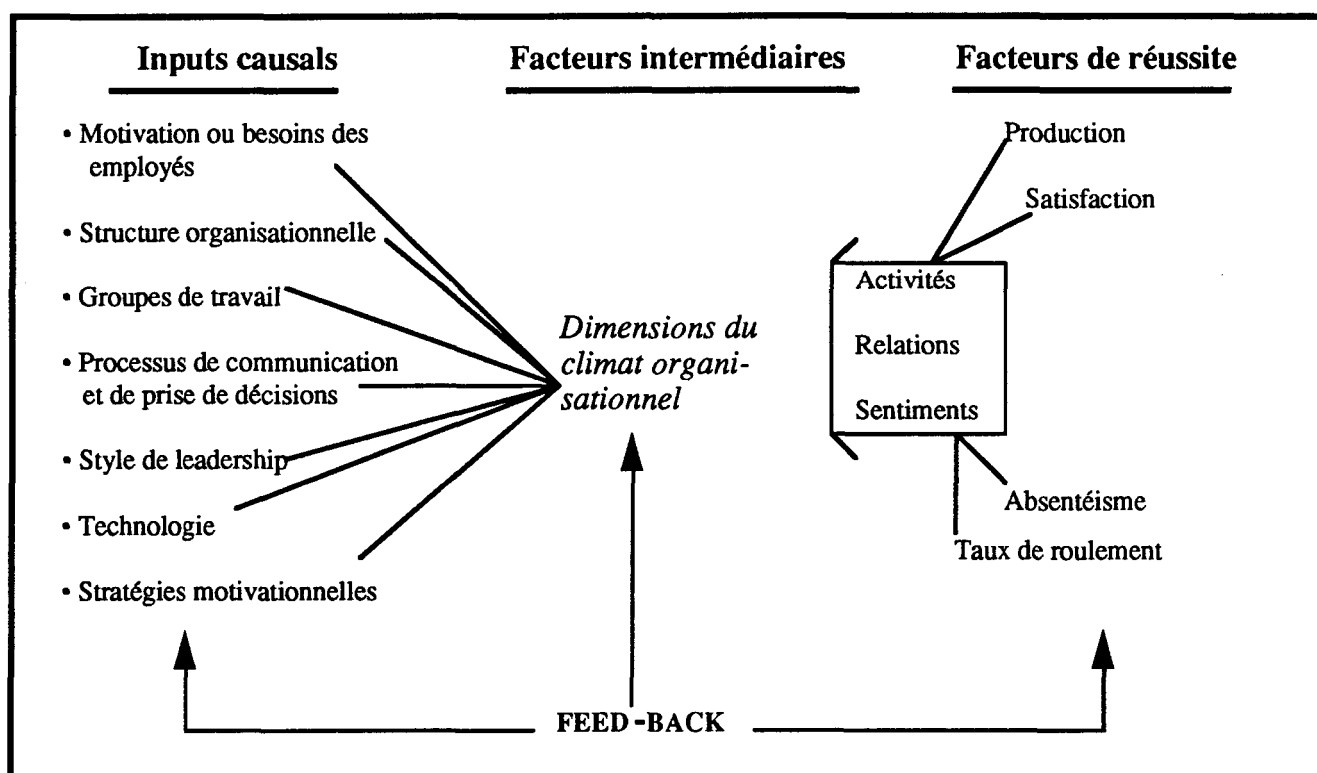 Inputs causals
Facteurs intermédiaires
Facteurs de réussite
• Motivation ou besoins des
employés
• Structure organisationnelle
• Groupes de travail
• Processus de communication
et de prise de décisions
• Style de leadership
• Technologie
• Stratégies motivationnelles
Dimensions du
climat organi-
sationnel
Production
Satisfaction
Activités
Relations
Sentiments
Absentéisme
Taux de roulement
FEED-BACK